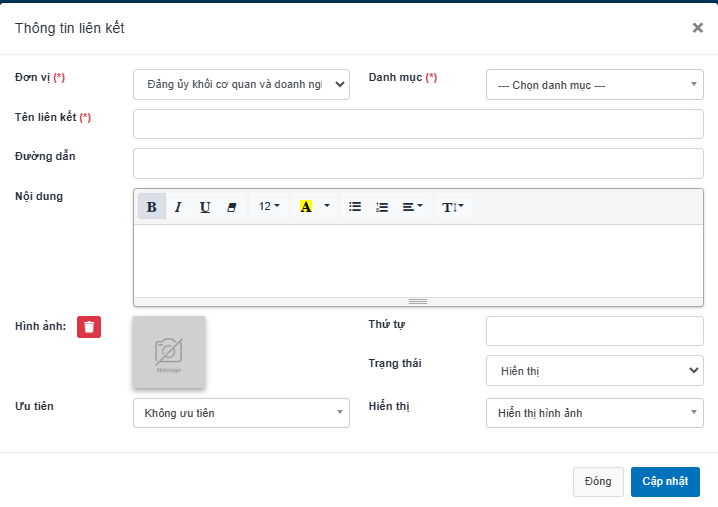 Thông tin liên kết ×
Đơn vị (*) Đảng ủy khối cơ quan và doanh ngl Danh mục (*) --- Chọn danh mục ---
Tên liên kết (*)
Đường dẫn
Nội dung
B I U 12 A T
Hình ảnh: NoImage Thứ tự
Trạng thái Hiển thị
Ưu tiên Không ưu tiên Hiển thị Hiển thị hình ảnh
Đóng Cập nhật